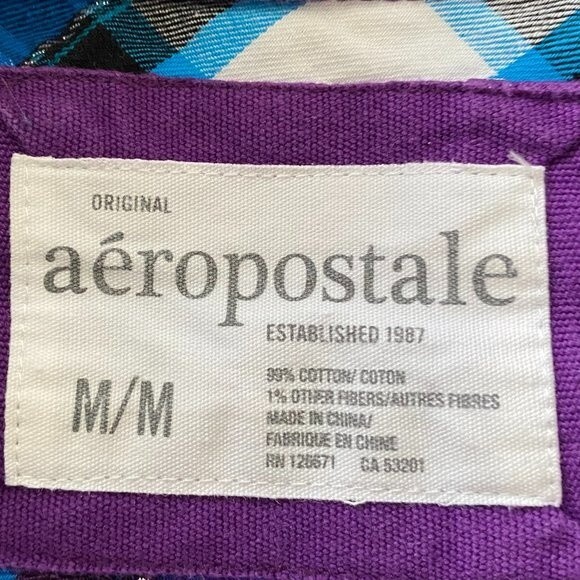 ORIGINAL
aéropostale
ESTABLISHED 1987
M/M
99% COTTON/ COTON
1% OTHER FIBERS/AUTRES FIBRES
MADE IN CHINA/
FABRIQUE EN CHINE
RN 126671 CA 53201